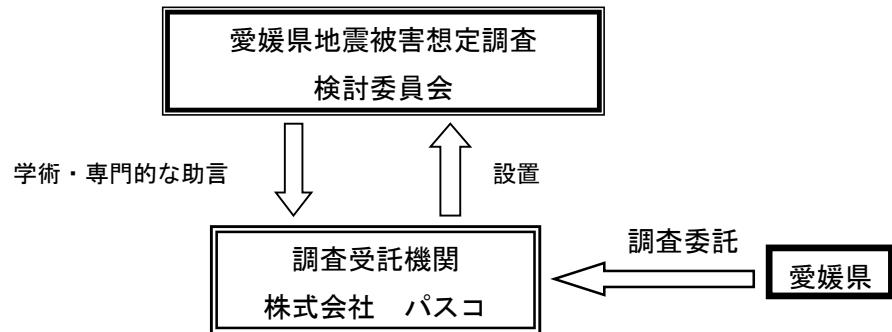 愛媛県地震被害想定調査
検討委員会
学術・専門的な助言
設置
調査委託
調査受託機関
株式会社　パスコ
愛媛県